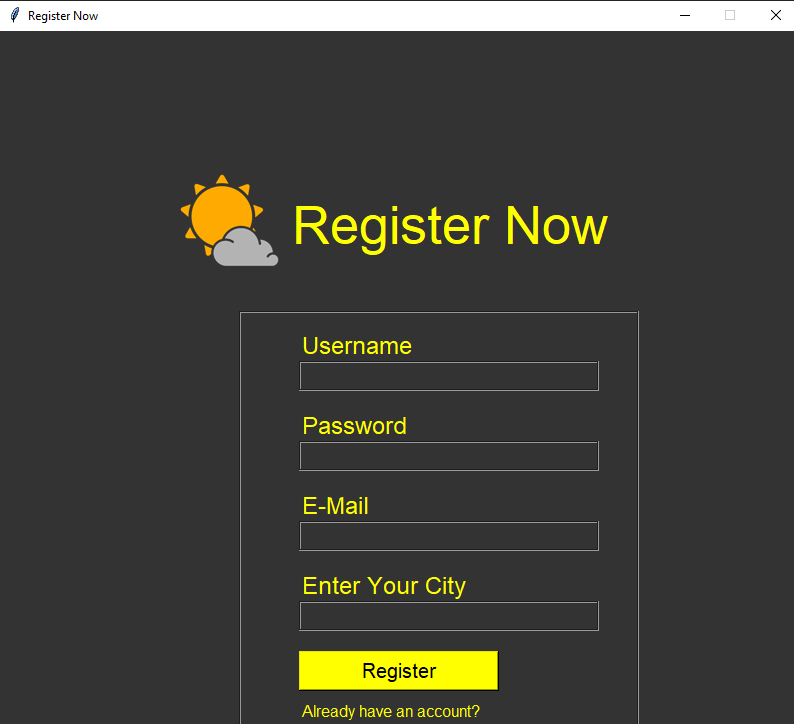 Register Now
Register Now
Username
Password
E-Mail
Enter Your City
Register
Already have an account?